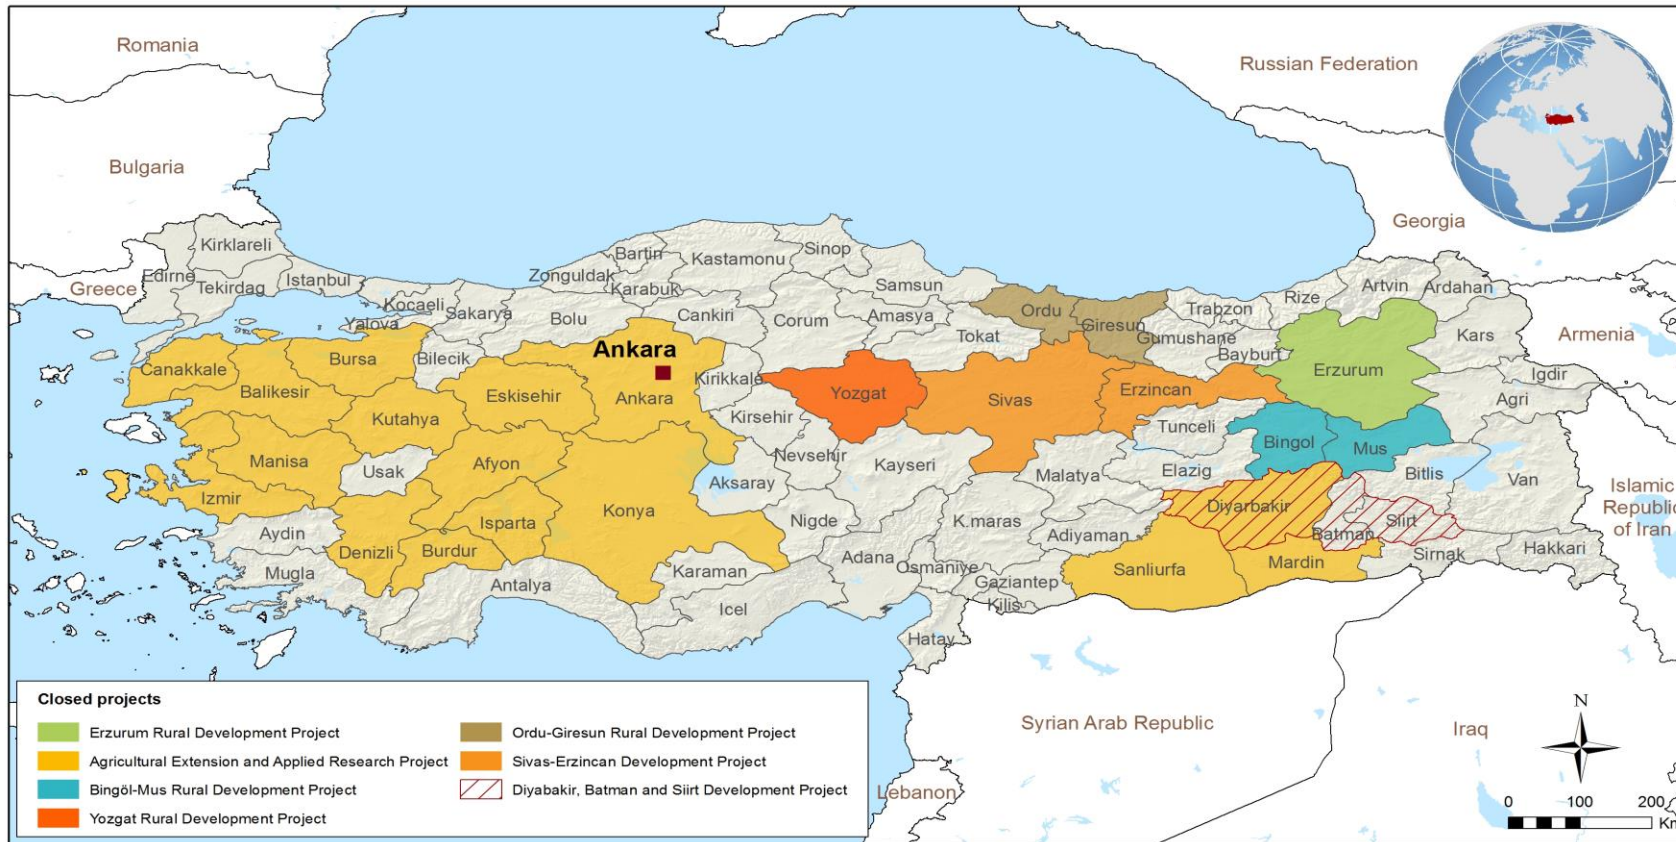 Romania
Russian Federation
Bulgaria
Georgia
Greece
Armenia
Islamic
Republic
of Iran
Kirklareli
Edirne
Tekirdag
Istanbul
Kocaeli
Yalova
Sakarya
Zonguldak
Bartin
Karabuk
Bolu
Kastamonu
Sinop
Cankiri
Corum
Samsun
Amasya
Tokat
Ordu
Giresun
Trabzon
Gumushane
Rize
Bayburt
Artvin
Ardahan
Kars
Igdir
Agri
Erzurum
Canakkale
Balikesir
Bursa
Bilecik
Kutahya
Eskisehir
Ankara
Ankara
Kirikkale
Kirsehir
Yozgat
Sivas
Erzincan
Tunceli
Bingol
Mus
Bitlis
Van
Manisa
Usak
Afyon
Izmir
Aydin
Denizli
Burdur
Isparta
Konya
Aksaray
Nevsehir
Nigde
Kayseri
Malatya
Elazig
Diyarbakir
Batman
Siirt
Sirnak
Hakkari
Mugla
Antalya
Karaman
Icel
Adana
Osmaniye
K.maras
Adiyaman
Gaziantep
Kilis
Hatay
Sanliurfa
Mardin
Syrian Arab Republic
Iraq
Lebanon
Closed projects
Erzurum Rural Development Project
Agricultural Extension and Applied Research Project
Bingöl-Mus Rural Development Project
Yozgat Rural Development Project
Ordu-Giresun Rural Development Project
Sivas-Erzincan Development Project
Diyabakir, Batman and Siirt Development Project
N
0 100 200
Km